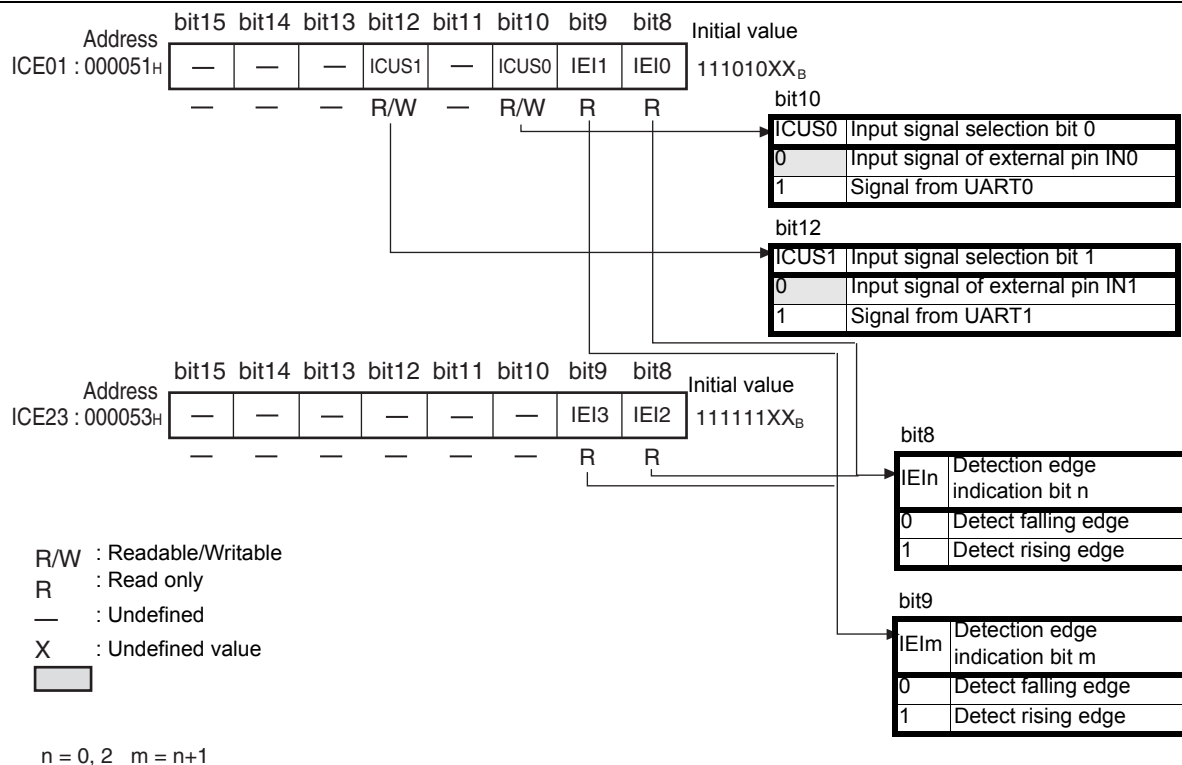 bit15 bit14 bit13 bit12 bit11 bit10 bit9 bit8 Initial value
Address
ICE01 : 000051H — — — ICUS1 — ICUS0 IEI1 IEI0 111010XXB
— — — R/W — R/W R R
bit10
ICUS0 Input signal selection bit 0
0 Input signal of external pin IN0
1 Signal from UART0
bit12
ICUS1 Input signal selection bit 1
0 Input signal of external pin IN1
1 Signal from UART1
bit15 bit14 bit13 bit12 bit11 bit10 bit9 bit8 Initial value
Address
ICE23 : 000053H — — — — — — IEI3 IEI2 111111XXB
— — — — — — R R
bit8
IEIn Detection edge
indication bit n
0 Detect falling edge
1 Detect rising edge
bit9
IEIm Detection edge
indication bit m
0 Detect falling edge
1 Detect rising edge
R/W : Readable/Writable
R : Read only
— : Undefined
X : Undefined value
n = 0, 2 m = n+1